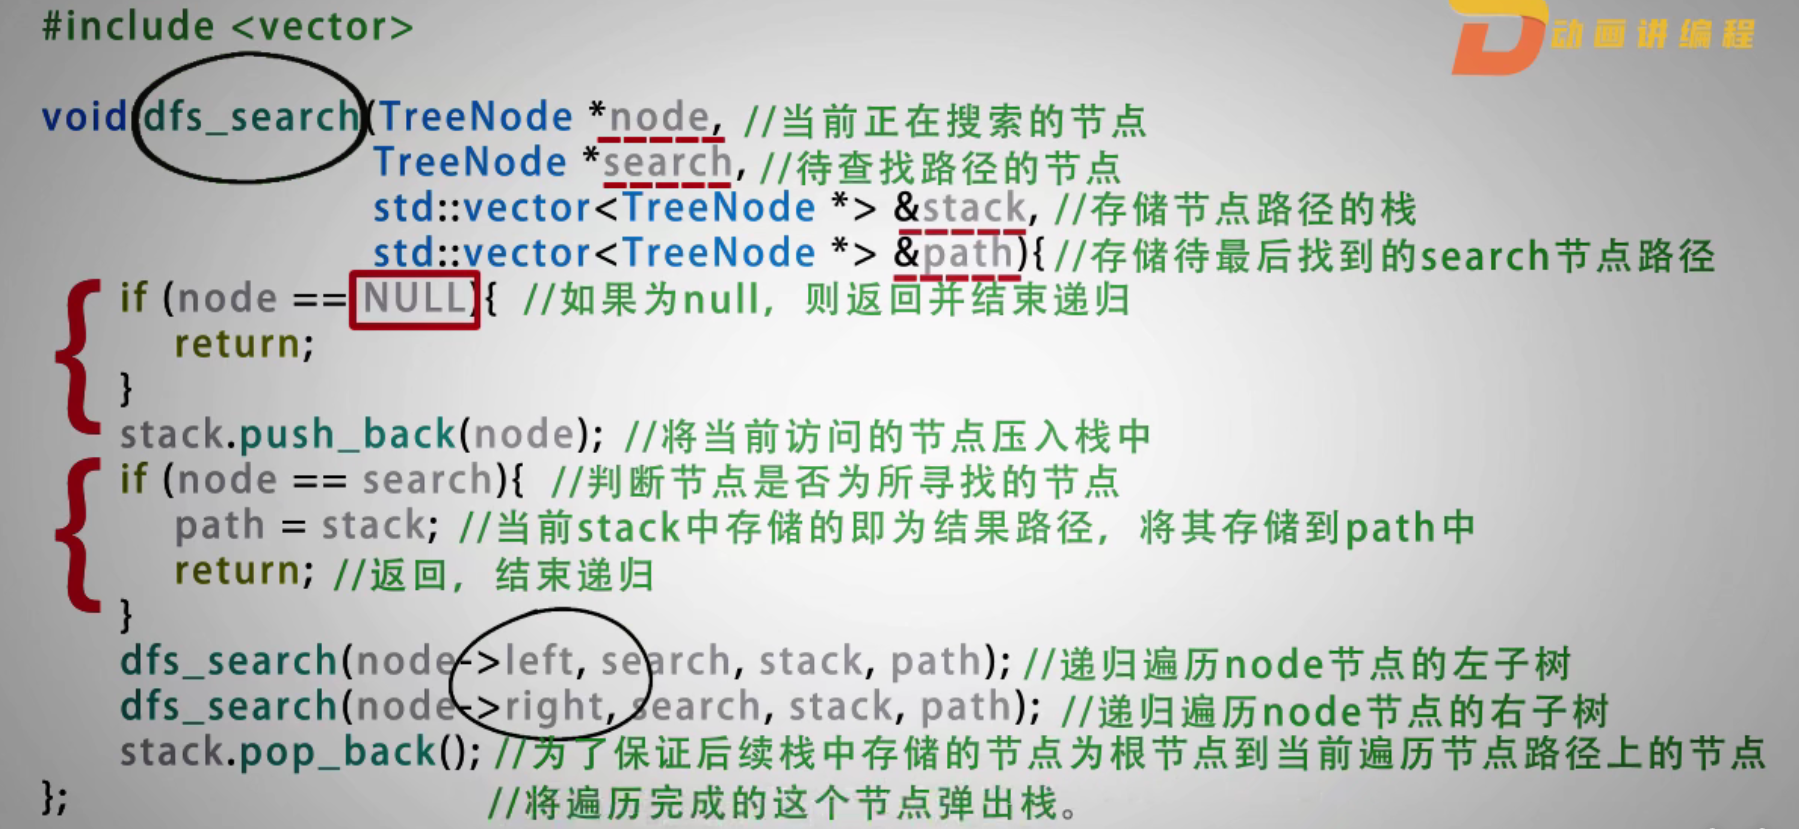 #include <vector>
动画讲编程
void dfs_search(TreeNode *node, //当前正在搜索的节点
TreeNode *search, //待查找路径的节点
std::vector<TreeNode *> &stack, //存储节点路径的栈
std::vector<TreeNode *> &path){ //存储待最后找到的search节点路径
if (node == NULL){ //如果为null，则返回并结束递归
return;
}
stack.push_back(node); //将当前访问的节点压入栈中
if (node == search){ //判断节点是否为所寻找的节点
path = stack; //当前stack中存储的即为结果路径，将其存储到path中
return; //返回，结束递归
}
dfs_search(node->left, search, stack, path); //递归遍历node节点的左子树
dfs_search(node->right, search, stack, path); //递归遍历node节点的右子树
stack.pop_back(); //为了保证后续栈中存储的节点为根节点到当前遍历节点路径上的节点
}; //将遍历完成的这个节点弹出栈。